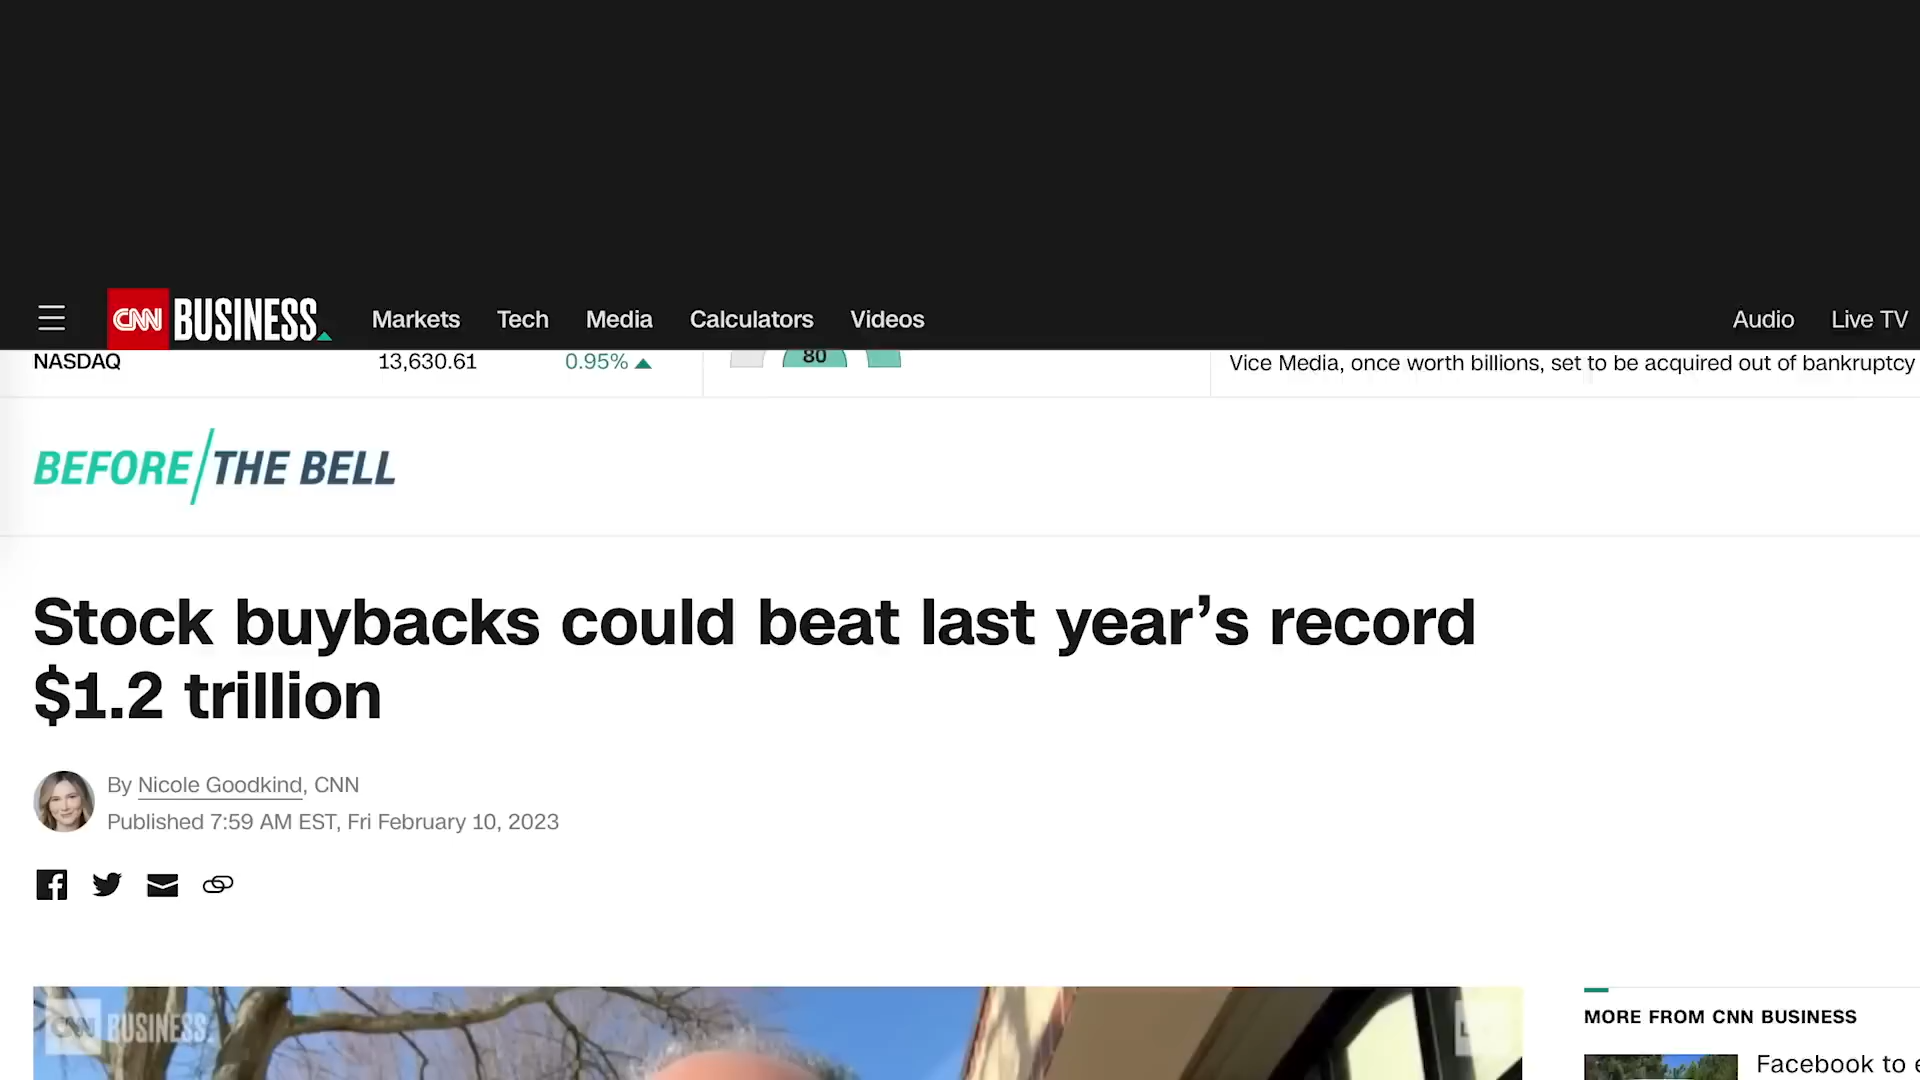 CNN BUSINESS
Markets
Tech
Media
Calculators
Videos
Audio
Live TV
NASDAQ
13,630.61
0.95%
80
Vice Media, once worth billions, set to be acquired out of bankruptcy
BEFORE/THE BELL
Stock buybacks could beat last year’s record
$1.2 trillion
By Nicole Goodkind, CNN
Published 7:59 AM EST, Fri February 10, 2023
CNN BUSINESS
MORE FROM CNN BUSINESS
Facebook to